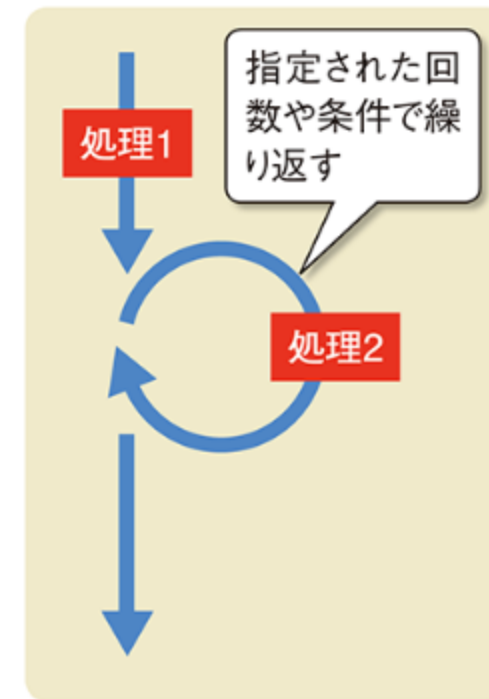 指定された回
数や条件で繰
り返す
処理1
処理2